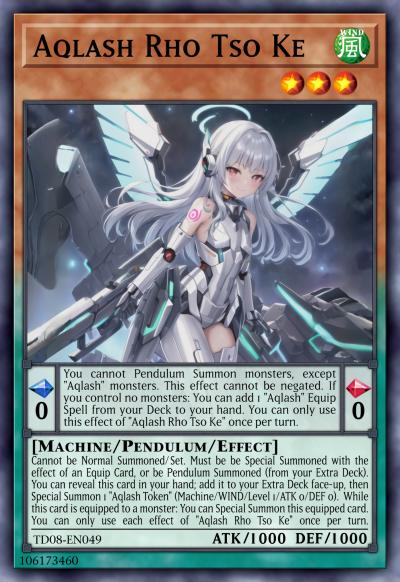 Aqlash Rho Tso Ke
WIND
風
You cannot Pendulum Summon monsters, except
"Aqlash" monsters. This effect cannot be negated. If
you control no monsters: You can add 1 "Aqlash" Equip
Spell from your Deck to your hand. You can only use
this effect of "Aqlash Rho Tso Ke" once per turn.
0
0
[Machine/Pendulum/Effect]
Cannot be Normal Summoned/Set. Must be be Special Summoned with the
effect of an Equip Card, or be Pendulum Summoned (from your Extra Deck).
You can reveal this card in your hand; add it to your Extra Deck face-up, then
Special Summon 1 "Aqlash Token" (Machine/WIND/Level 1/ATK 0/DEF 0). While
this card is equipped to a monster: You can Special Summon this equipped card.
You can only use each effect of "Aqlash Rho Tso Ke" once per turn.
TD08-EN049
ATK/1000 DEF/1000
106173460